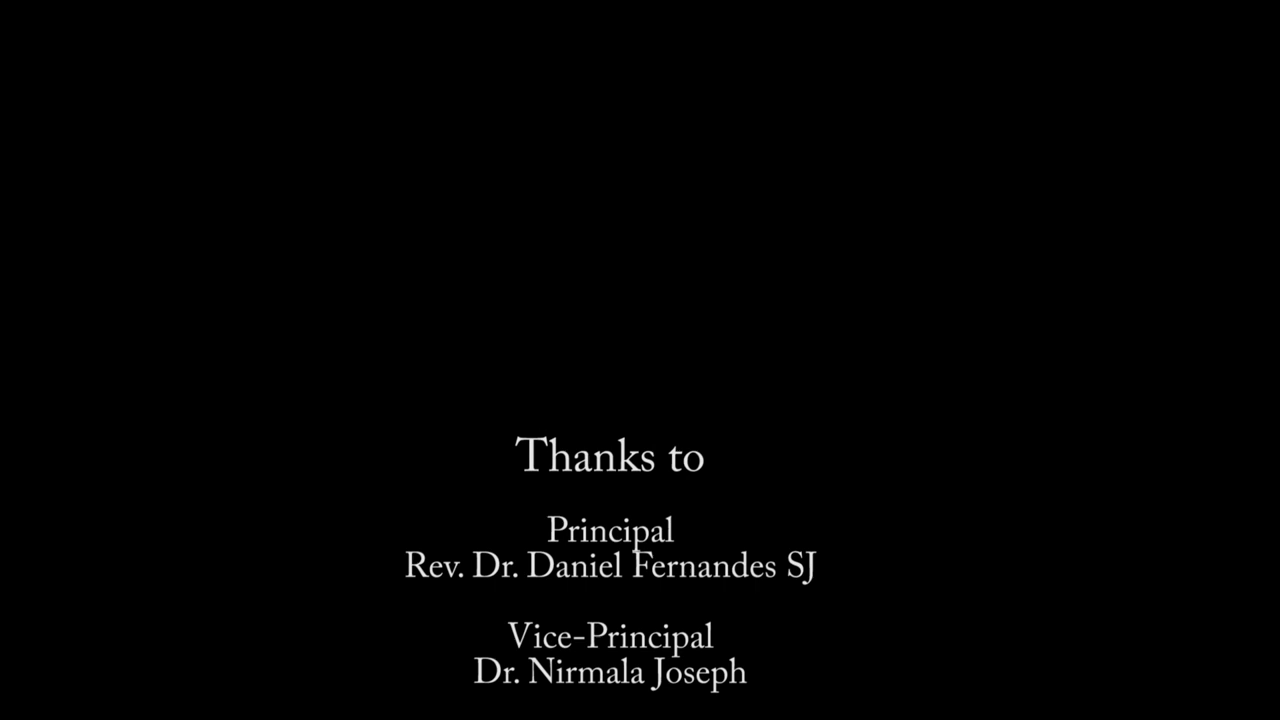 Thanks to
Principal
Rev. Dr. Daniel Fernandes SJ
Vice-Principal
Dr. Nirmala Joseph